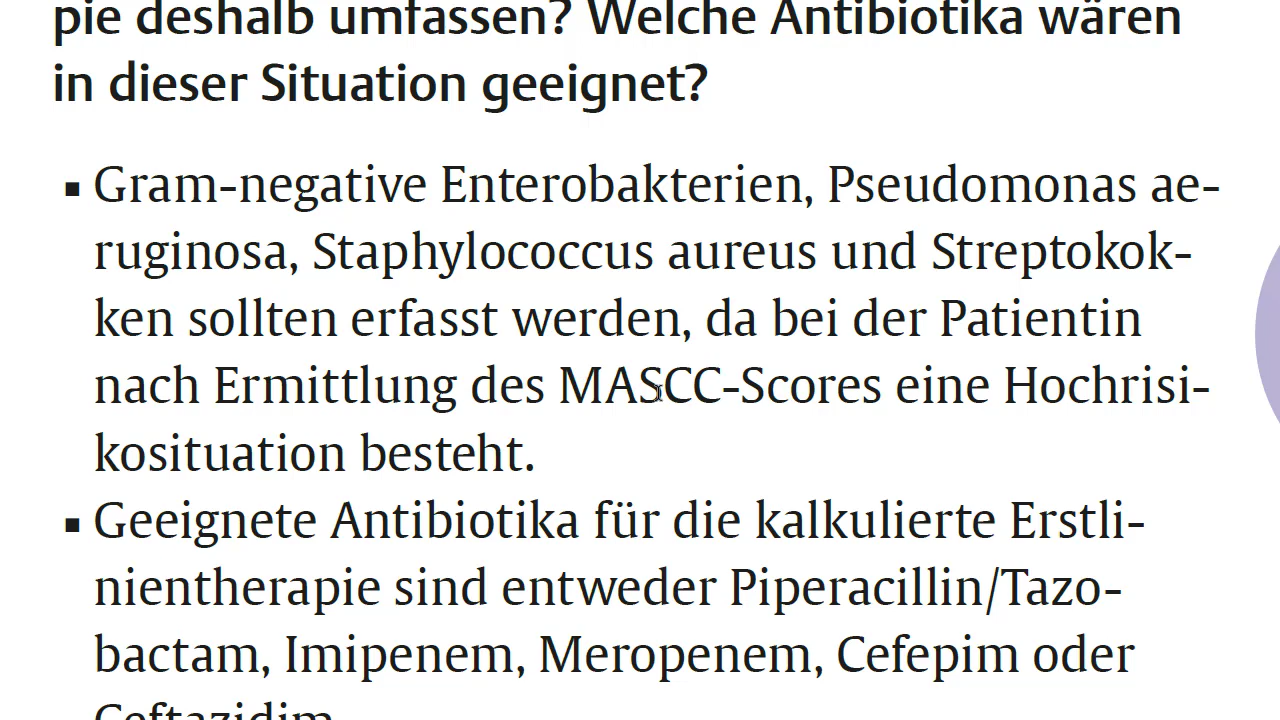 pie deshalb umfassen? Welche Antibiotika wären
in dieser Situation geeignet?
▪ Gram-negative Enterobakterien, Pseudomonas ae-
ruginosa, Staphylococcus aureus und Streptokok-
ken sollten erfasst werden, da bei der Patientin
nach Ermittlung des MASCC-Scores eine Hochrisi-
kosituation besteht.
▪ Geeignete Antibiotika für die kalkulierte Erstli-
nientherapie sind entweder Piperacillin/Tazo-
bactam, Imipenem, Meropenem, Cefepim oder
Ceftazidim